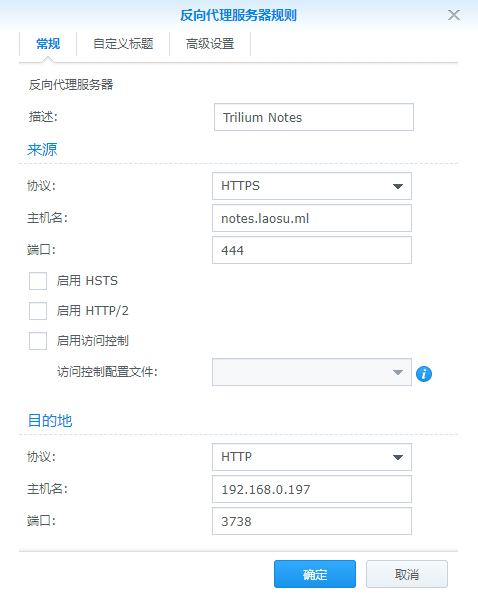 反向代理服务器规则
常规 自定义标题 高级设置
反向代理服务器
描述: Trilium Notes
来源
协议: HTTPS
主机名: notes.laosu.ml
端口: 444
启用 HSTS
启用 HTTP/2
启用访问控制
访问控制配置文件:
目的地
协议: HTTP
主机名: 192.168.0.197
端口: 3738
确定 取消